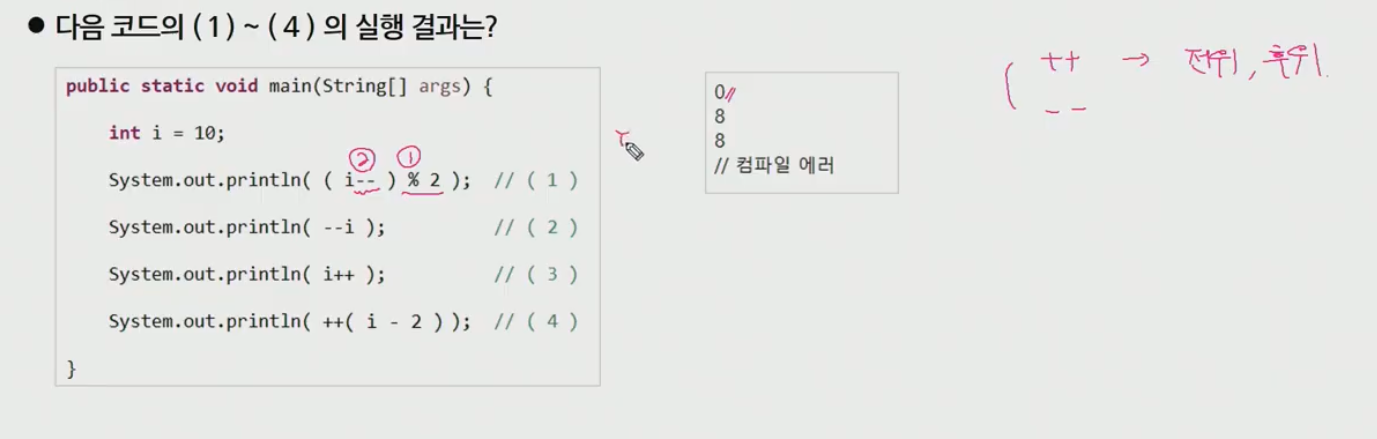 ● 다음 코드의 ( 1 ) ~ ( 4 ) 의 실행 결과는?
++ → 전위, 후위.
--
public static void main(String[] args) {
int i = 10;
② ①
System.out.println( ( i-- ) % 2 ); // ( 1 )
System.out.println( --i ); // ( 2 )
System.out.println( i++ ); // ( 3 )
System.out.println( ++( i - 2 ) ); // ( 4 )
}
0
8
8
// 컴파일 에러